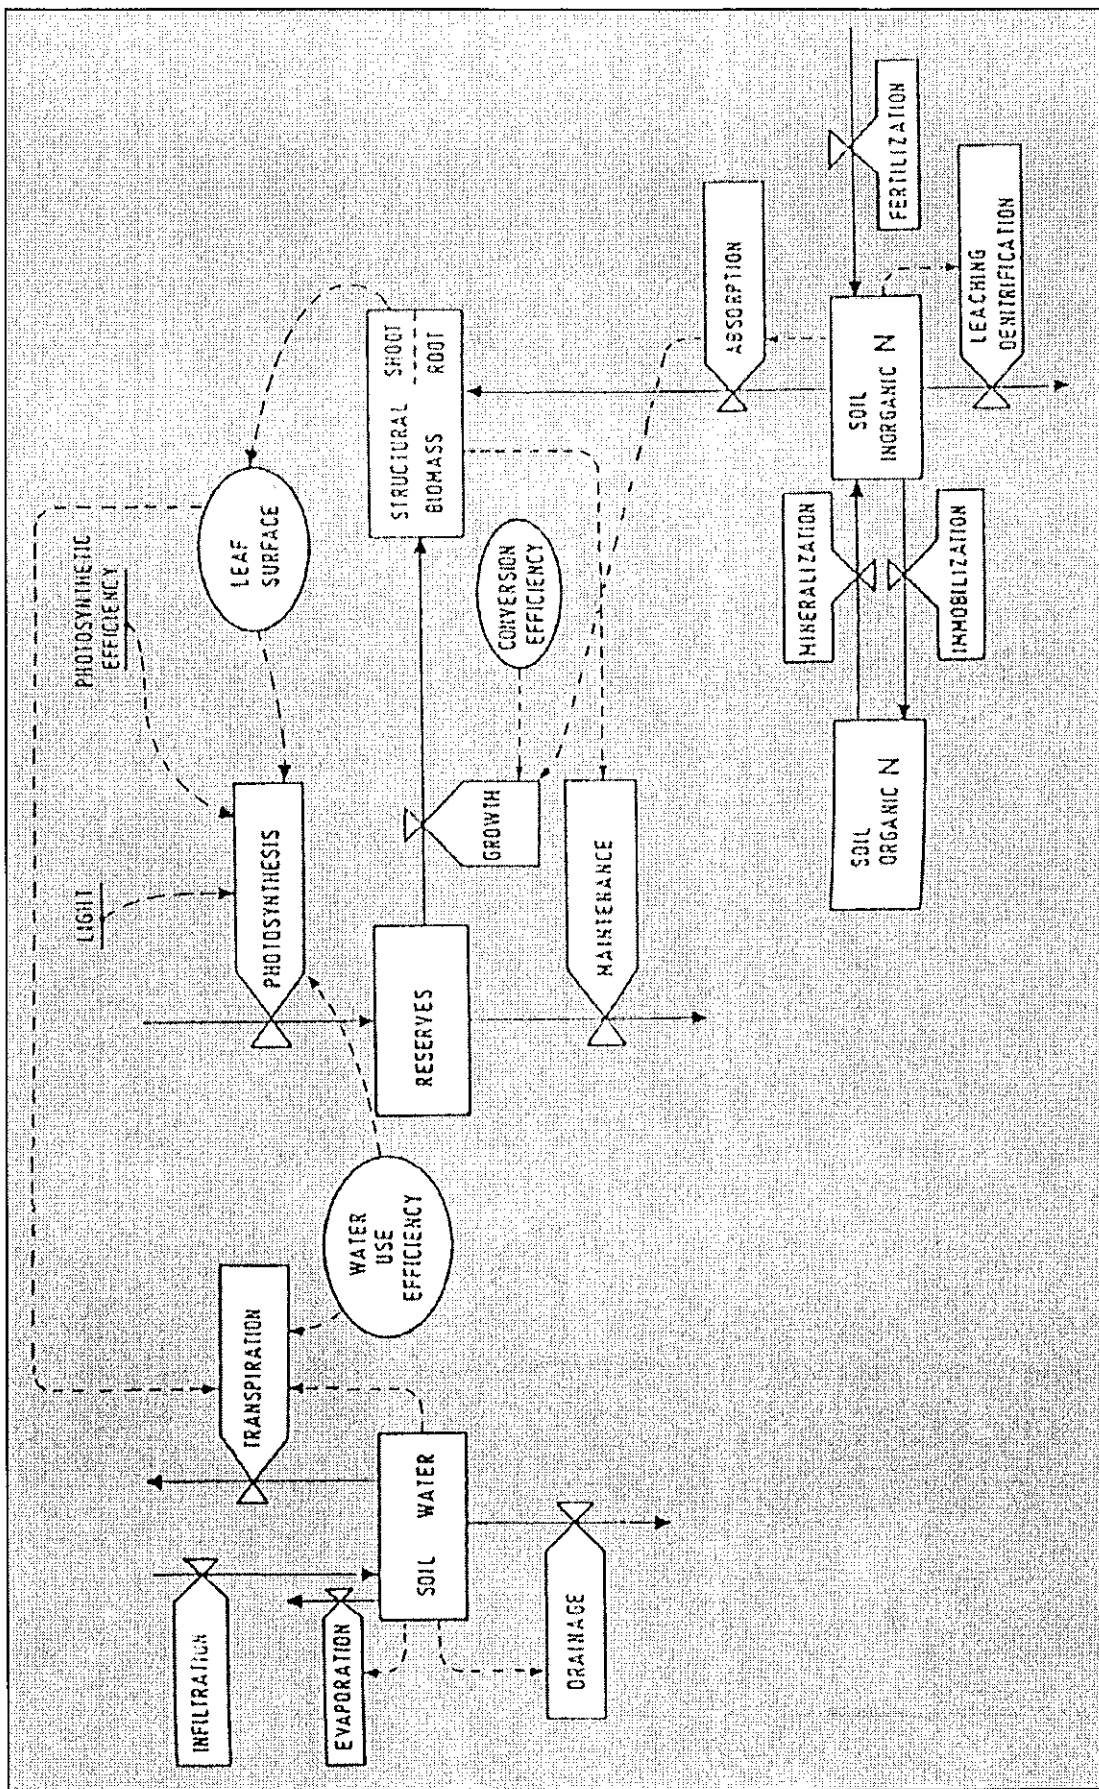 PHOTOSYNTHETIC
EFFICIENCY
LIGHT
LEAF
SURFACE
INFILTRATION
TRANSPIRATION
PHOTOSYNTHESIS
EVAPORATION
WATER
USE
EFFICIENCY
SOIL WATER
RESERVES
STRUCTURAL SHOOT
BIOMASS ROOT
GROWTH
CONVERSION
EFFICIENCY
DRAINAGE
MAINTENANCE
ABSORPTION
MINERALIZATION
FERTILIZATION
SOIL
ORGANIC N
SOIL
INORGANIC N
IMMOBILIZATION
LEACHING
DENITRIFICATION